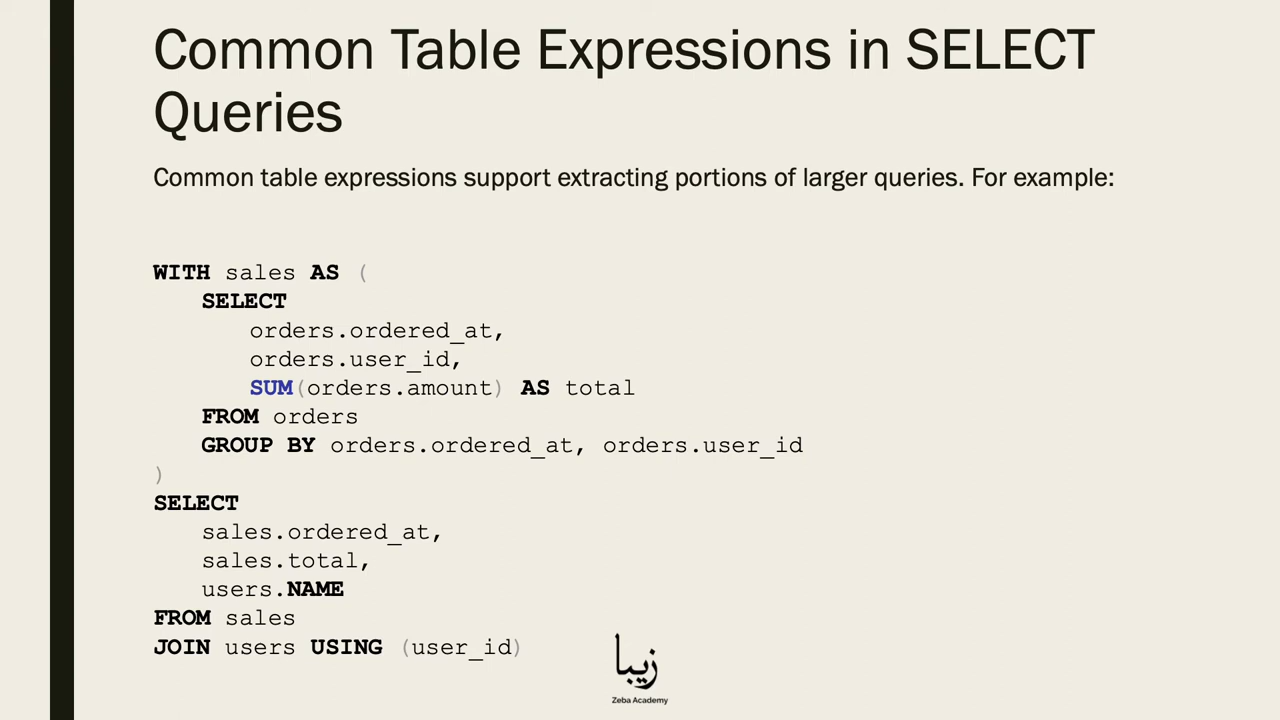 Common Table Expressions in SELECT
Queries
Common table expressions support extracting portions of larger queries. For example:
WITH sales AS (
SELECT
orders.ordered_at,
orders.user_id,
SUM(orders.amount) AS total
FROM orders
GROUP BY orders.ordered_at, orders.user_id
)
SELECT
sales.ordered_at,
sales.total,
users.NAME
FROM sales
JOIN users USING (user_id)
زيبا
Zeba Academy